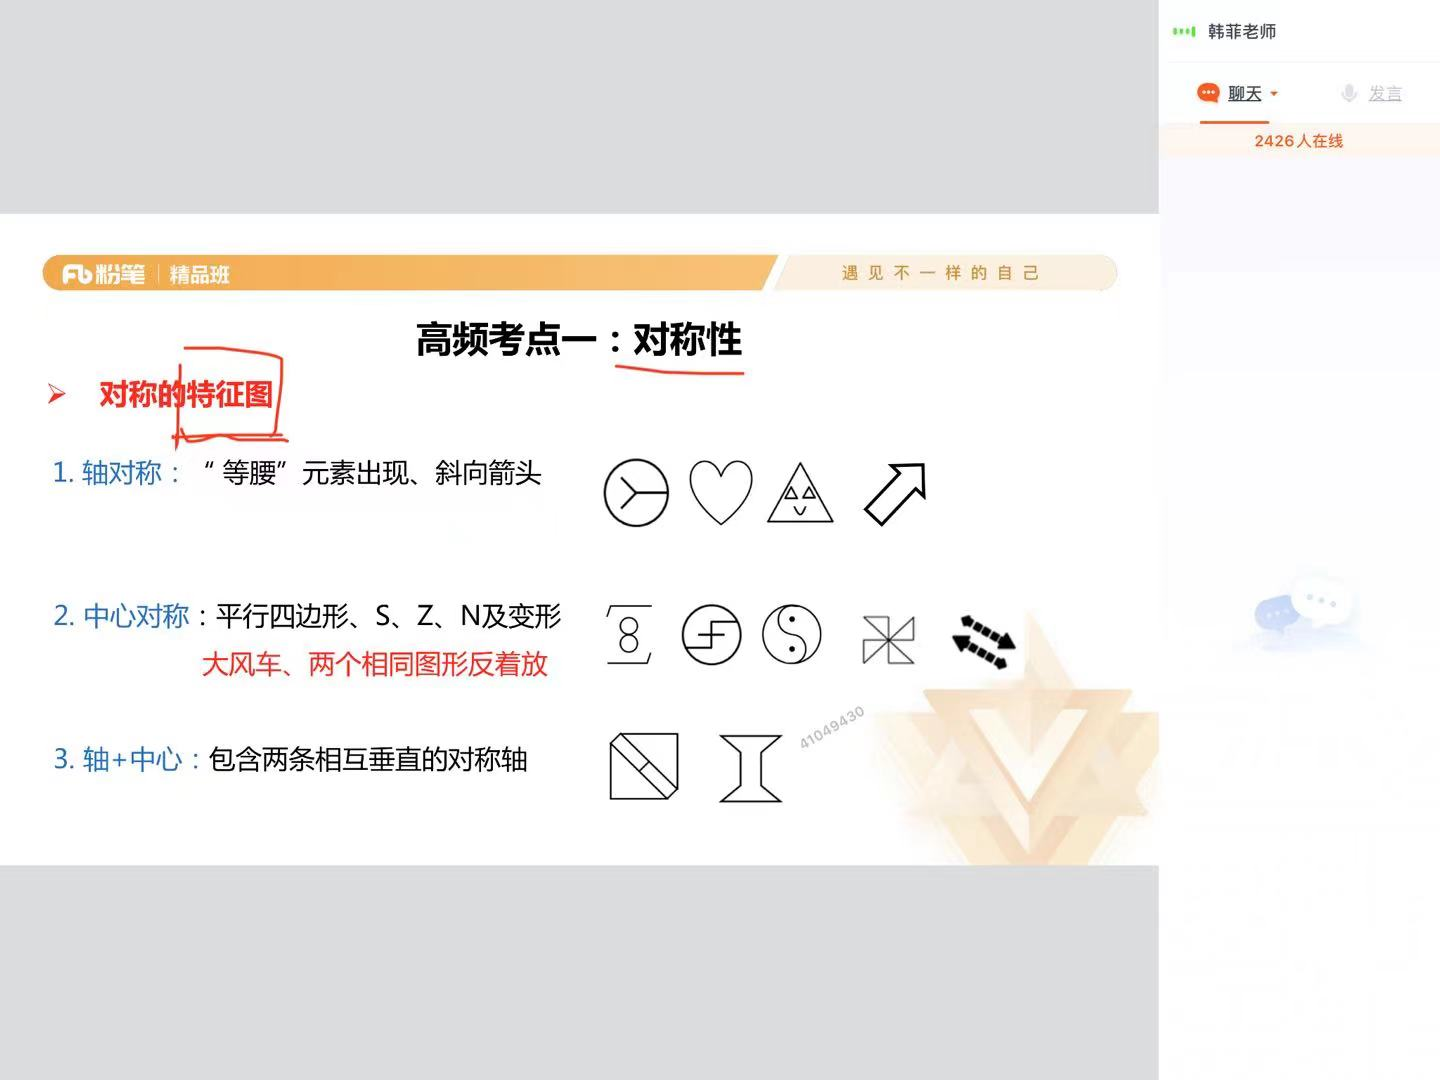 韩菲老师
聊天
发言
2426人在线
粉笔 精品班
遇见不一样的自己
高频考点一：对称性
对称的特征图
1. 轴对称：“等腰”元素出现、斜向箭头
2. 中心对称：平行四边形、S、Z、N及变形
大风车、两个相同图形反着放
3. 轴+中心：包含两条相互垂直的对称轴
41049430